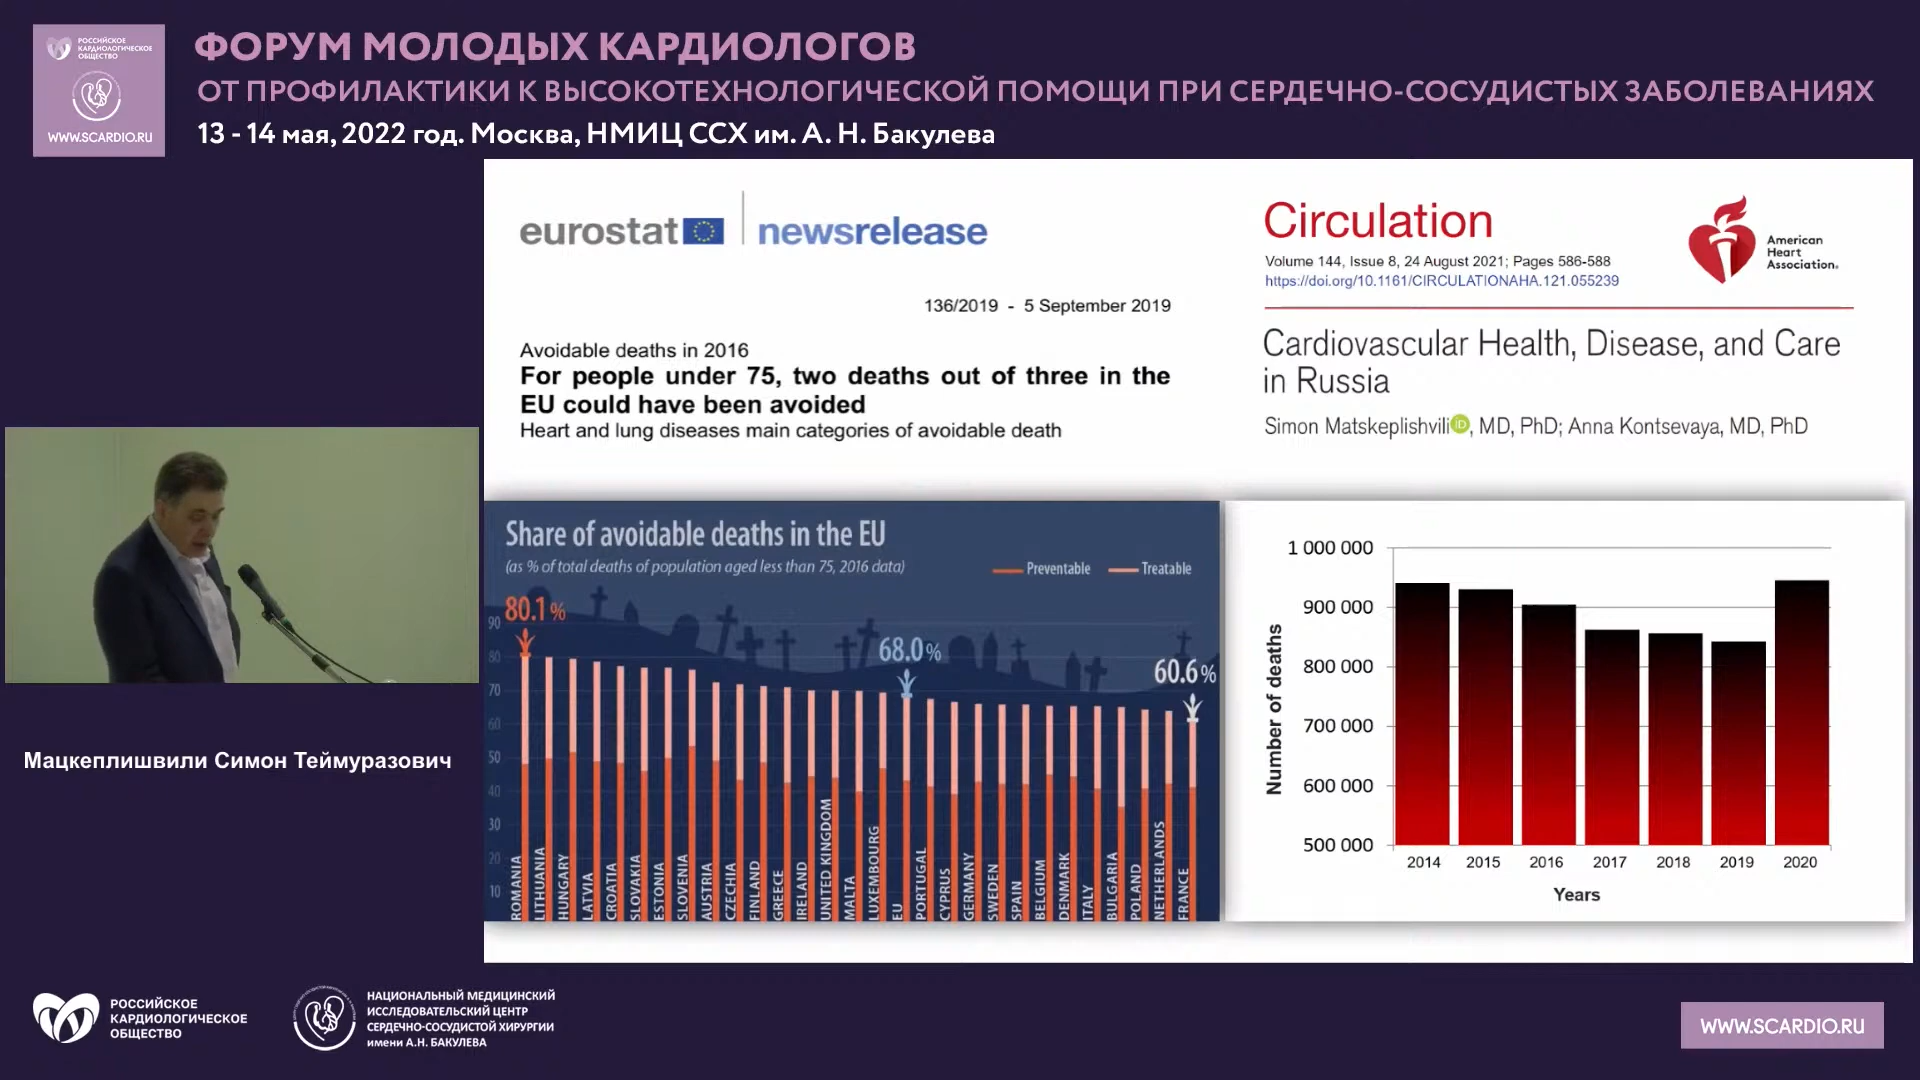 РОССИЙСКОЕ
КАРДИОЛОГИЧЕСКОЕ
ОБЩЕСТВО
WWW.SCARDIO.RU
ФОРУМ МОЛОДЫХ КАРДИОЛОГОВ
ОТ ПРОФИЛАКТИКИ К ВЫСОКОТЕХНОЛОГИЧЕСКОЙ ПОМОЩИ ПРИ СЕРДЕЧНО-СОСУДИСТЫХ ЗАБОЛЕВАНИЯХ
13 - 14 мая, 2022 год. Москва, НМИЦ ССХ им. А. Н. Бакулева
eurostat newsrelease
136/2019 - 5 September 2019
Avoidable deaths in 2016
For people under 75, two deaths out of three in the
EU could have been avoided
Heart and lung diseases main categories of avoidable death
Circulation
Volume 144, Issue 8, 24 August 2021; Pages 586-588
https://doi.org/10.1161/CIRCULATIONAHA.121.055239
American
Heart
Association®
Cardiovascular Health, Disease, and Care
in Russia
Simon Matskeplishvili iD, MD, PhD; Anna Kontsevaya, MD, PhD
Share of avoidable deaths in the EU
(as % of total deaths of population aged less than 75, 2016 data)
Preventable Treatable
80.1%
68.0%
60.6%
90
80
70
60
50
40
30
20
10
ROMANIA
LITHUANIA
HUNGARY
LATVIA
CROATIA
SLOVAKIA
ESTONIA
SLOVENIA
AUSTRIA
CZECHIA
FINLAND
GREECE
IRELAND
UNITED KINGDOM
MALTA
LUXEMBOURG
EU
PORTUGAL
CYPRUS
GERMANY
SWEDEN
SPAIN
BELGIUM
DENMARK
ITALY
BULGARIA
POLAND
NETHERLANDS
FRANCE
Number of deaths
1 000 000
900 000
800 000
700 000
600 000
500 000
2014 2015 2016 2017 2018 2019 2020
Years
Мацкеплишвили Симон Теймуразович
РОССИЙСКОЕ
КАРДИОЛОГИЧЕСКОЕ
ОБЩЕСТВО
НАЦИОНАЛЬНЫЙ МЕДИЦИНСКИЙ
ИССЛЕДОВАТЕЛЬСКИЙ ЦЕНТР
СЕРДЕЧНО-СОСУДИСТОЙ ХИРУРГИИ
имени А.Н. БАКУЛЕВА
WWW.SCARDIO.RU